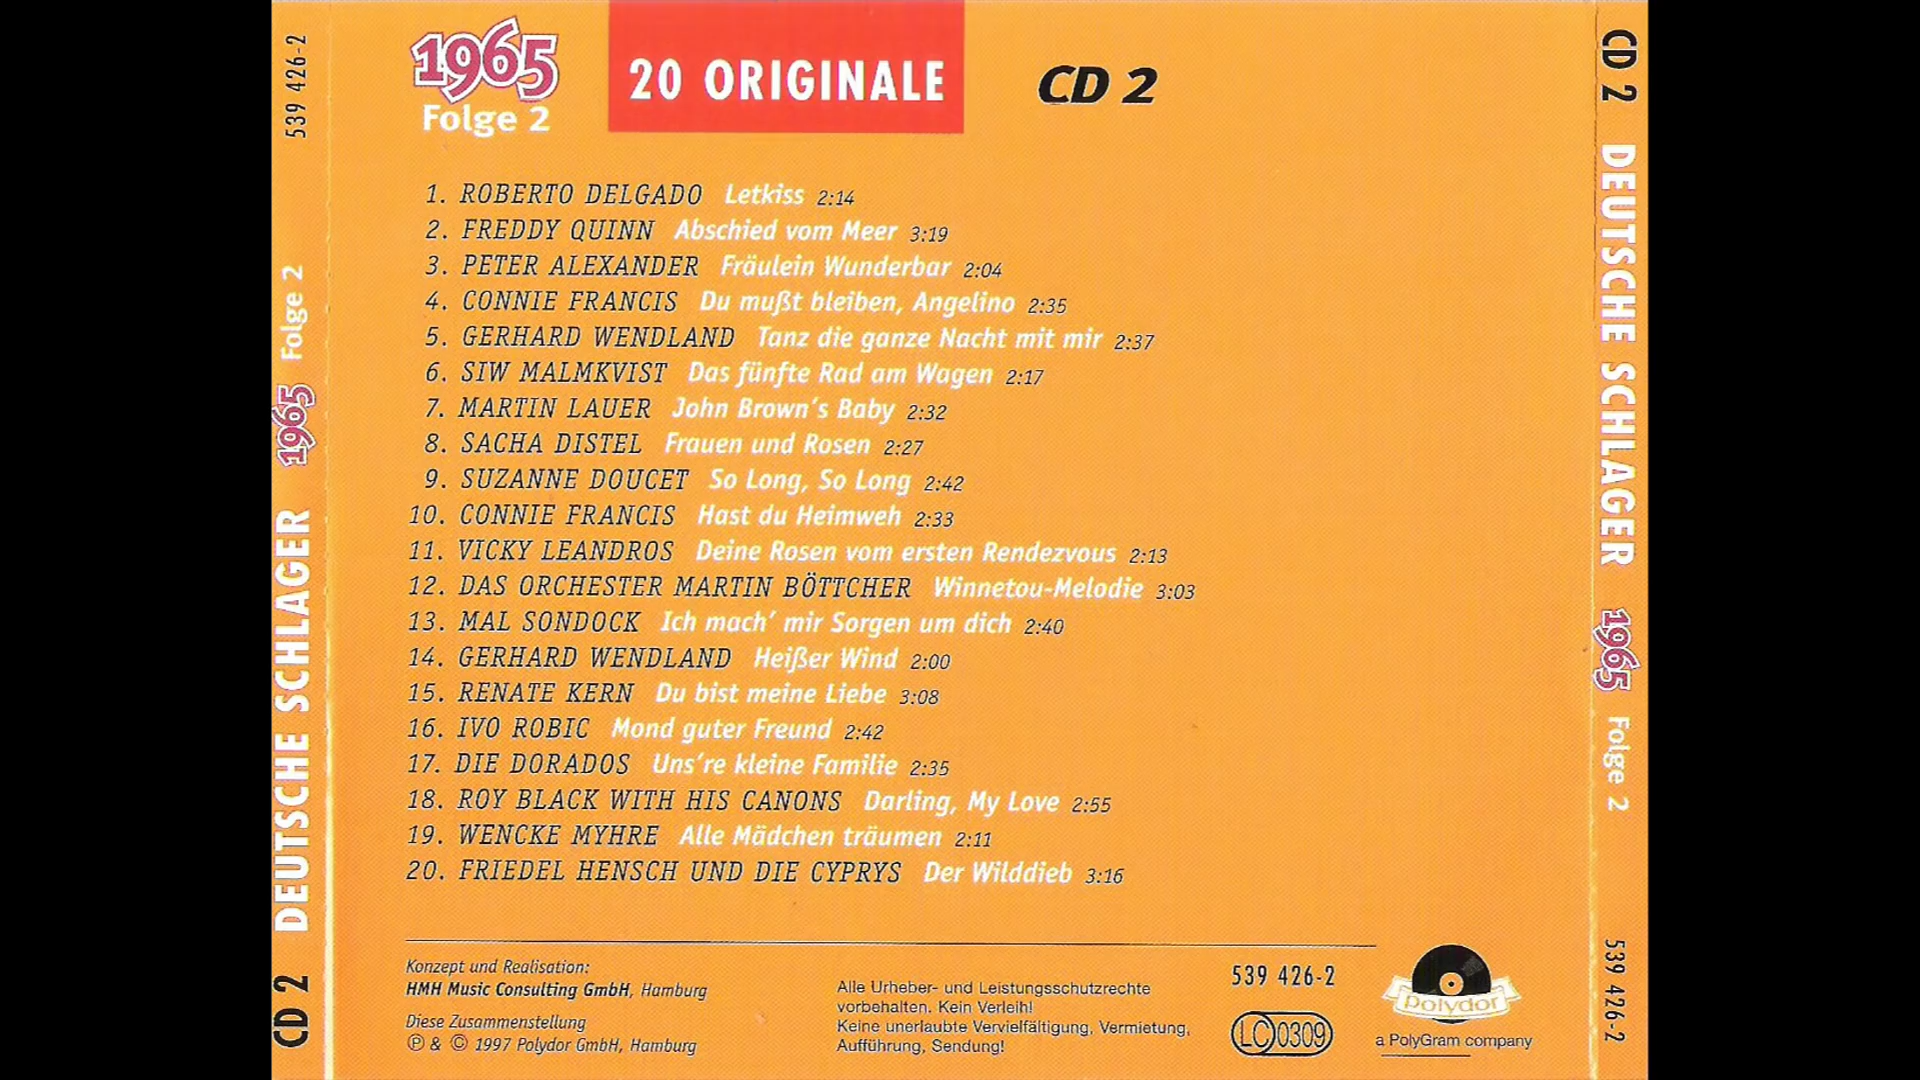 539 426-2
Folge 2
1965
DEUTSCHE SCHLAGER
CD 2
1965
Folge 2
20 ORIGINALE
CD 2
1. ROBERTO DELGADO Letkiss 2:14
2. FREDDY QUINN Abschied vom Meer 3:19
3. PETER ALEXANDER Fräulein Wunderbar 2:04
4. CONNIE FRANCIS Du mußt bleiben, Angelino 2:35
5. GERHARD WENDLAND Tanz die ganze Nacht mit mir 2:37
6. SIW MALMKVIST Das fünfte Rad am Wagen 2:17
7. MARTIN LAUER John Brown's Baby 2:32
8. SACHA DISTEL Frauen und Rosen 2:27
9. SUZANNE DOUCET So Long, So Long 2:42
10. CONNIE FRANCIS Hast du Heimweh 2:33
11. VICKY LEANDROS Deine Rosen vom ersten Rendezvous 2:13
12. DAS ORCHESTER MARTIN BÖTTCHER Winnetou-Melodie 3:03
13. MAL SONDOCK Ich mach' mir Sorgen um dich 2:40
14. GERHARD WENDLAND Heißer Wind 2:00
15. RENATE KERN Du bist meine Liebe 3:08
16. IVO ROBIC Mond guter Freund 2:42
17. DIE DORADOS Uns're kleine Familie 2:35
18. ROY BLACK WITH HIS CANONS Darling, My Love 2:55
19. WENCKE MYHRE Alle Mädchen träumen 2:11
20. FRIEDEL HENSCH UND DIE CYPRYS Der Wilddieb 3:16
Konzept und Realisation:
HMH Music Consulting GmbH, Hamburg
Diese Zusammenstellung
Ⓟ & © 1997 Polydor GmbH, Hamburg
Alle Urheber- und Leistungsschutzrechte
vorbehalten. Kein Verleih!
Keine unerlaubte Vervielfältigung, Vermietung,
Aufführung, Sendung!
539 426-2
LC 0309
polydor
a PolyGram company
CD 2
DEUTSCHE SCHLAGER
1965
Folge 2
539 426-2